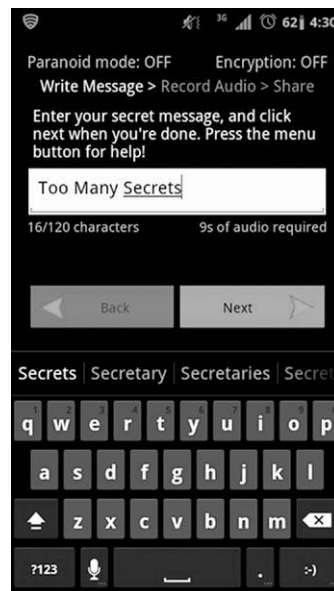 3G 62 4:30
Paranoid mode: OFF Encryption: OFF
Write Message > Record Audio > Share
Enter your secret message, and click
next when you're done. Press the menu
button for help!
Too Many Secrets
16/120 characters 9s of audio required
Back Next
Secrets Secretary Secretaries Secret
q w e r t y u i o p
a s d f g h j k l
z x c v b n m
?123 . :-)